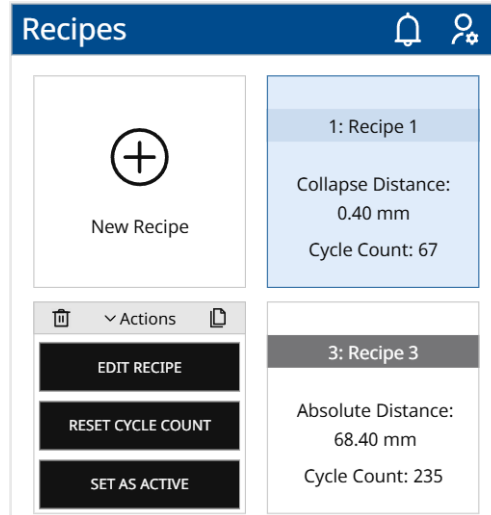 Recipes
New Recipe
1: Recipe 1
Collapse Distance:
0.40 mm
Cycle Count: 67
Actions
EDIT RECIPE
RESET CYCLE COUNT
SET AS ACTIVE
3: Recipe 3
Absolute Distance:
68.40 mm
Cycle Count: 235